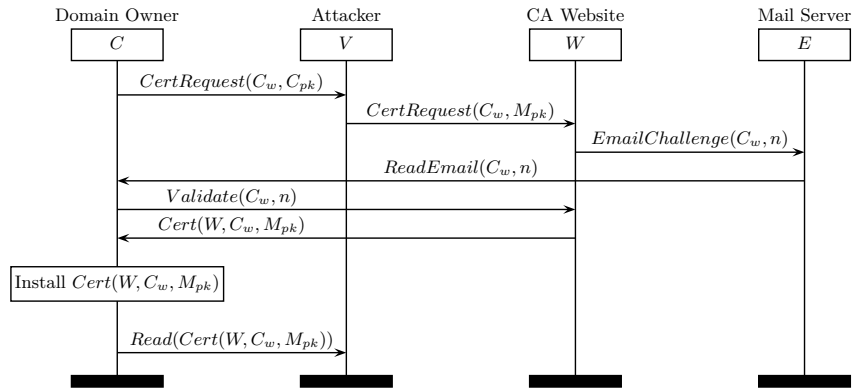 Domain Owner Attacker CA Website Mail Server
C V W E
CertRequest(C_w, C_pk)
CertRequest(C_w, M_pk)
EmailChallenge(C_w, n)
ReadEmail(C_w, n)
Validate(C_w, n)
Cert(W, C_w, M_pk)
Install Cert(W, C_w, M_pk)
Read(Cert(W, C_w, M_pk))